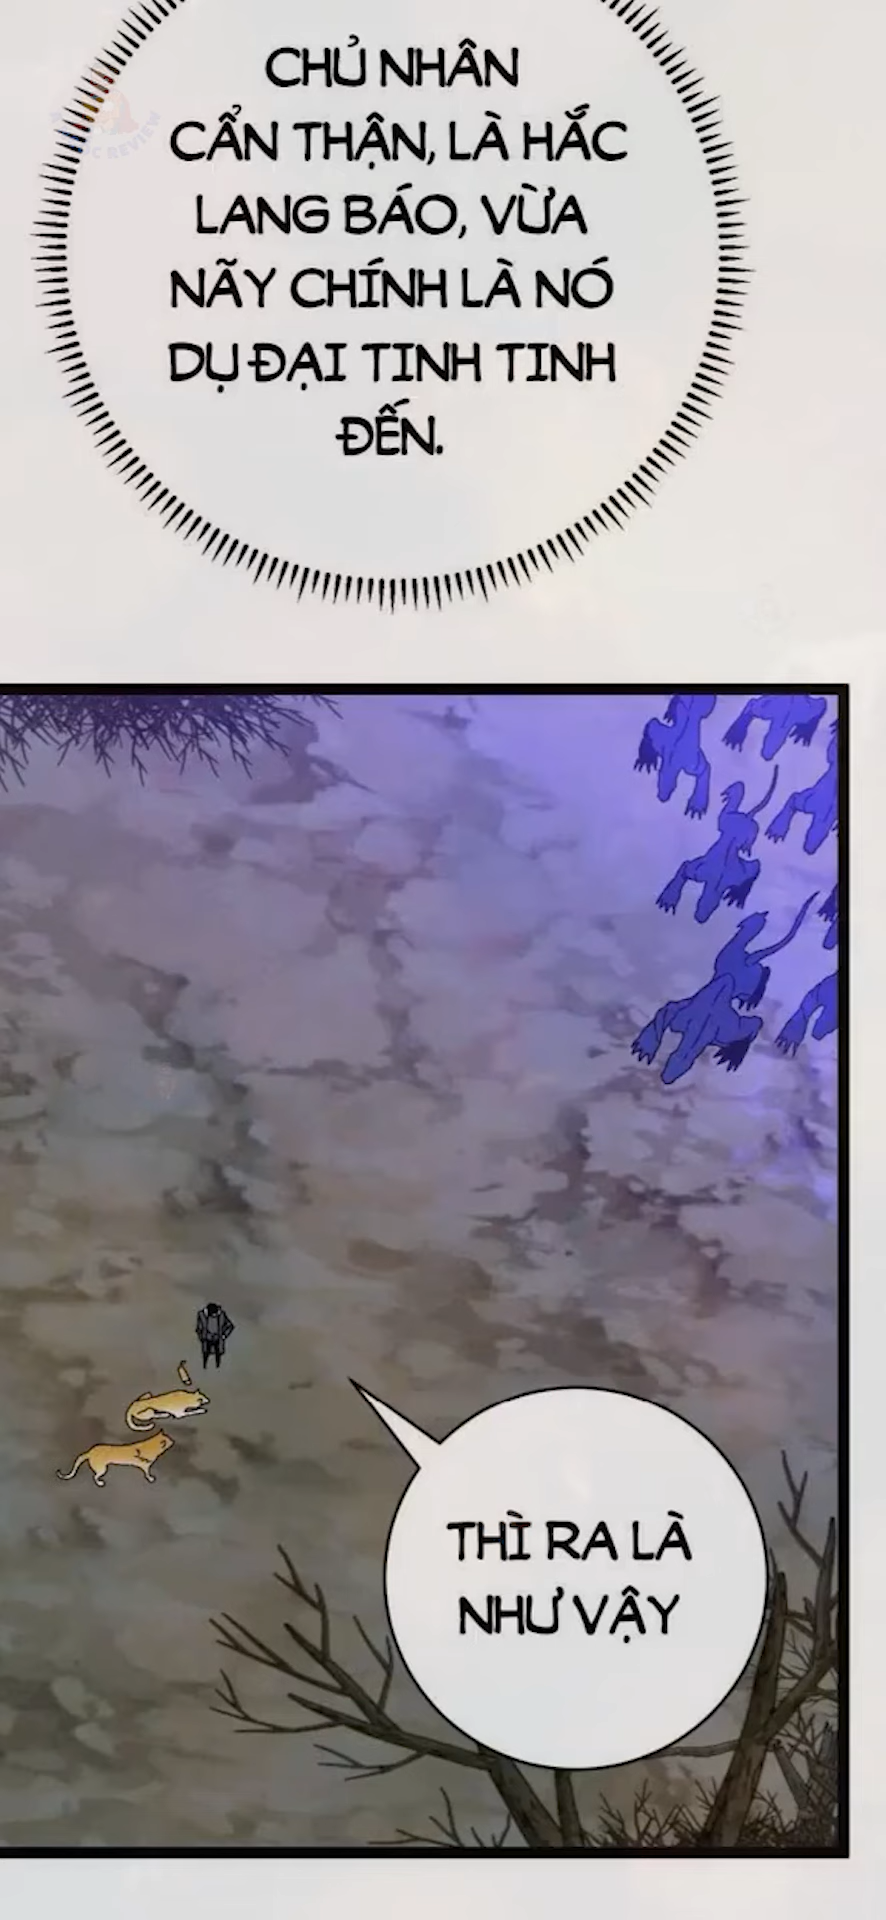 CHỦ NHÂN
CẨN THẬN, LÀ HẮC
LANG BÁO, VỪA
NÃY CHÍNH LÀ NÓ
DỤ ĐẠI TINH TINH
ĐẾN.
THÌ RA LÀ
NHƯ VẬY